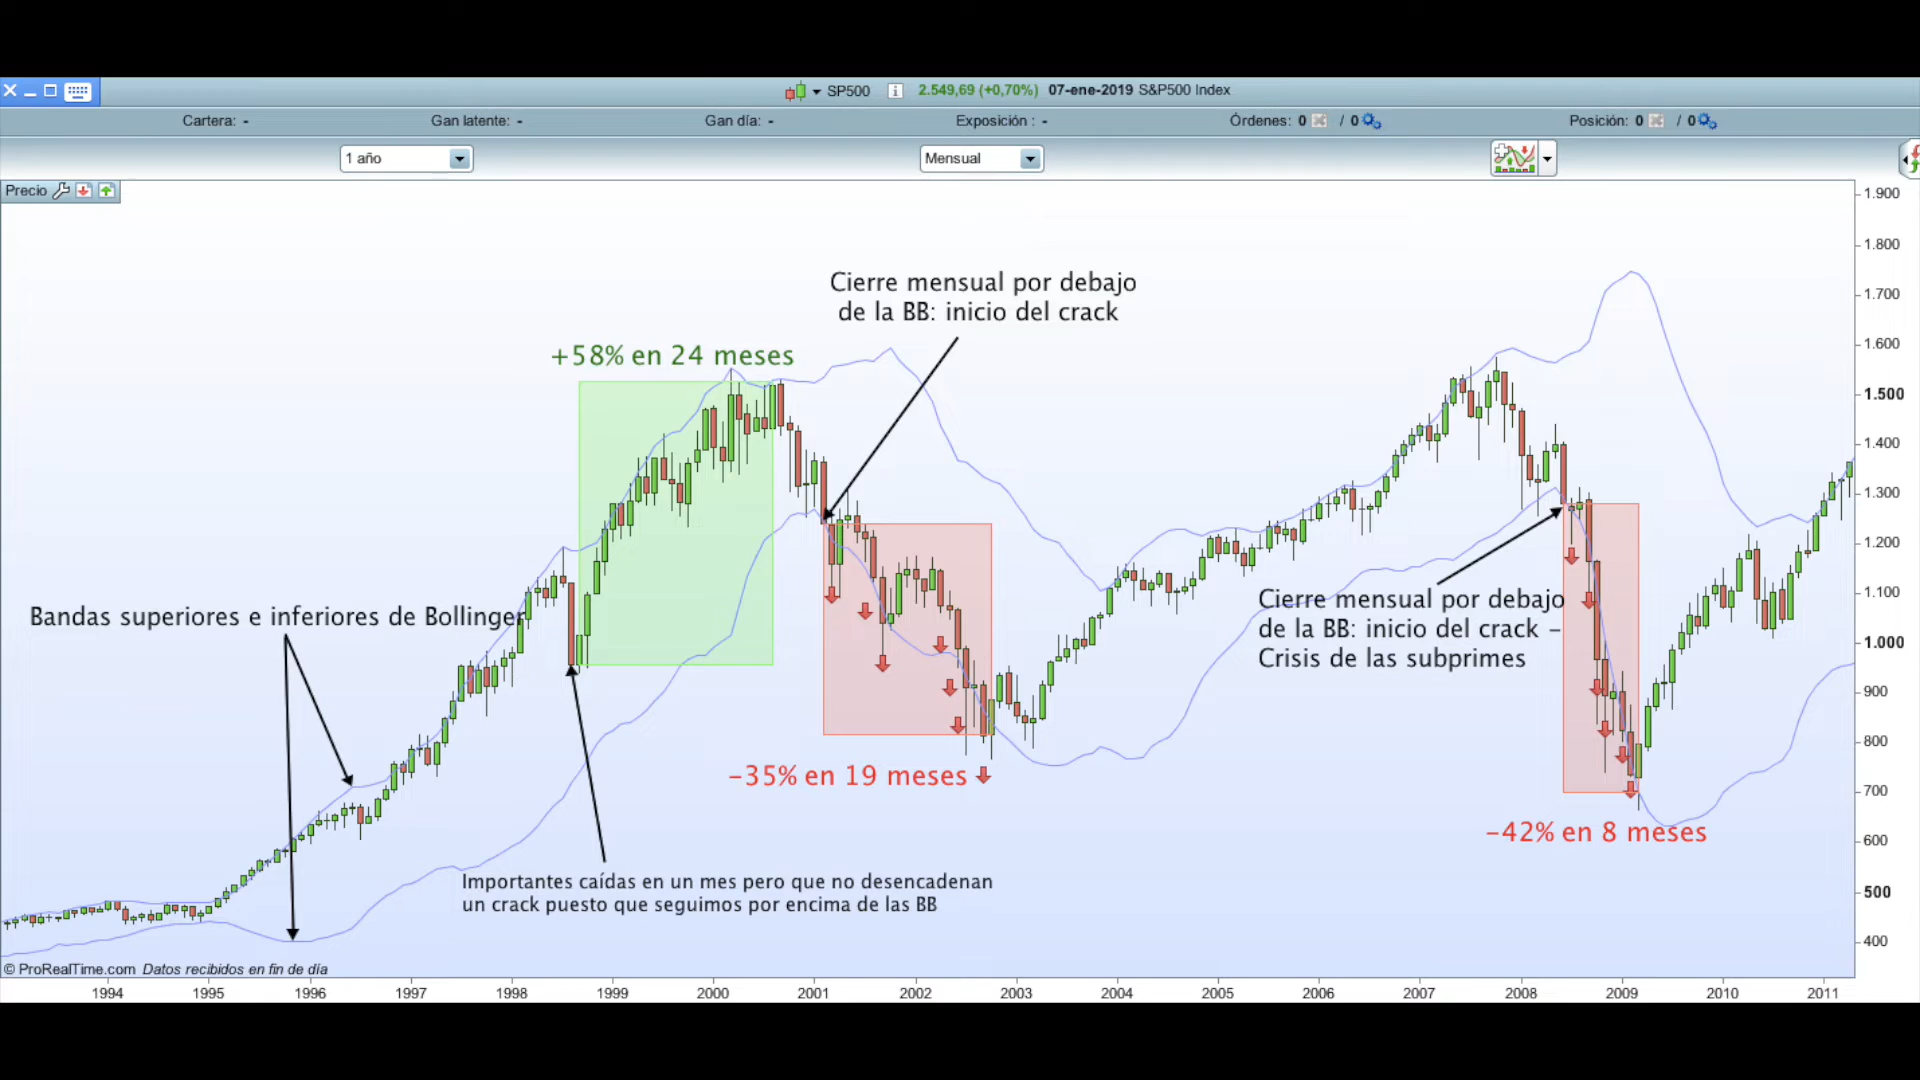 SP500 2.549,69 (+0,70%) 07-ene-2019 S&P500 Index
Cartera: - Gan latente: - Gan día: - Exposición : - Órdenes: 0 / 0 Posición: 0 / 0
1 año Mensual
Precio
1.900
1.800
1.700
1.600
1.500
1.400
1.300
1.200
1.100
1.000
900
800
700
600
500
400
Cierre mensual por debajo
de la BB: inicio del crack
+58% en 24 meses
Bandas superiores e inferiores de Bollinger
Cierre mensual por debajo
de la BB: inicio del crack –
Crisis de las subprimes
-35% en 19 meses
-42% en 8 meses
Importantes caídas en un mes pero que no desencadenan
un crack puesto que seguimos por encima de las BB
© ProRealTime.com Datos recibidos en fin de día
1994 1995 1996 1997 1998 1999 2000 2001 2002 2003 2004 2005 2006 2007 2008 2009 2010 2011